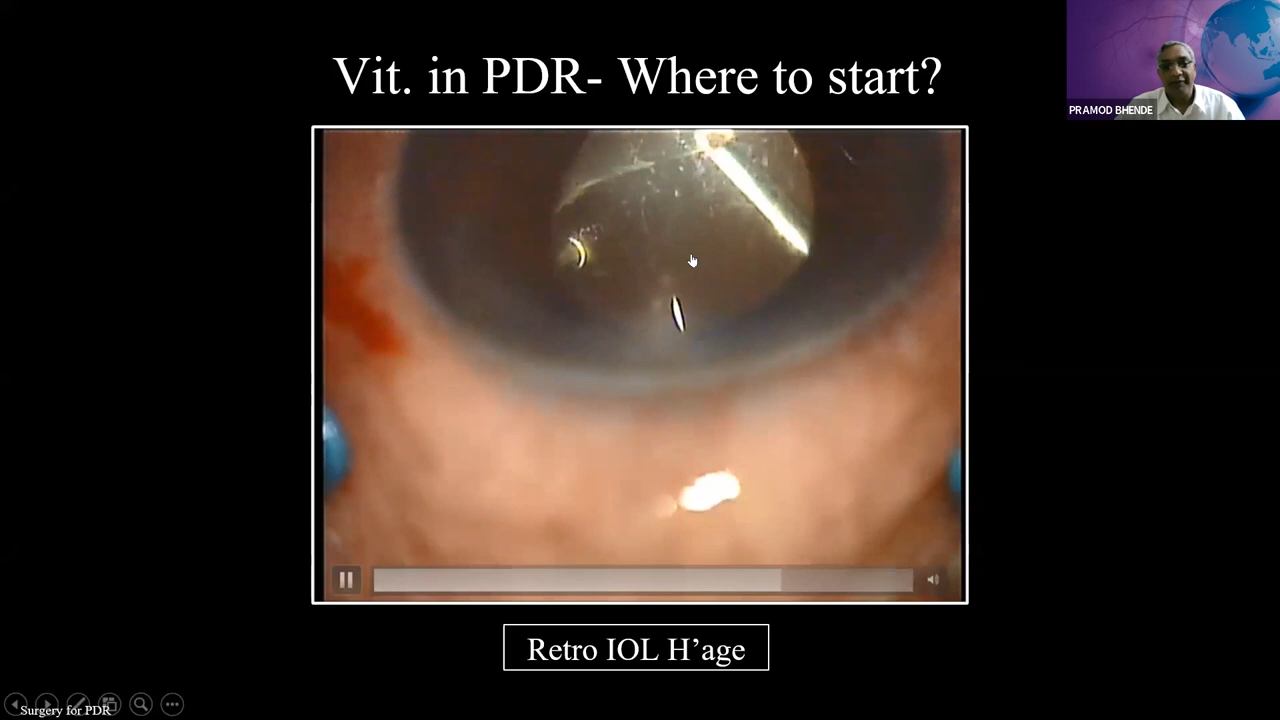 Vit. in PDR- Where to start?
PRAMOD BHENDE
Retro IOL H’age
Surgery for PDR